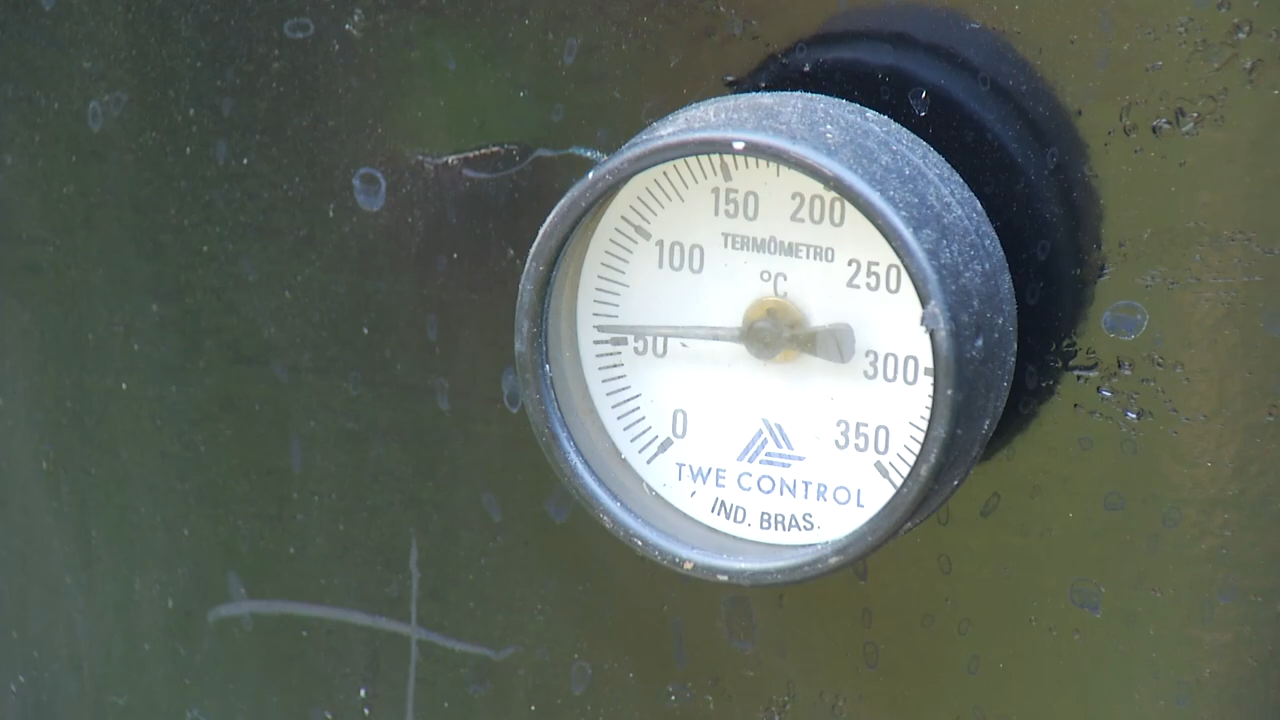 150 200
TERMÔMETRO
100 °C 250
50 300
0 350
TWE CONTROL
IND. BRAS.